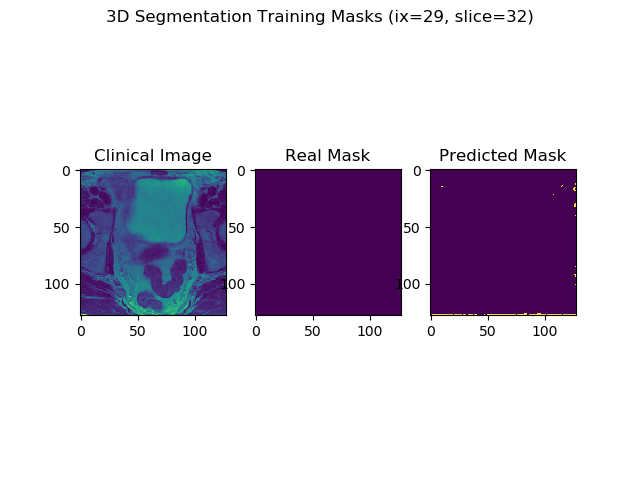 3D Segmentation Training Masks (ix=29, slice=32)
Clinical Image Real Mask Predicted Mask
0 0 0
50 50 50
100 100 100
0 50 100 0 50 100 0 50 100